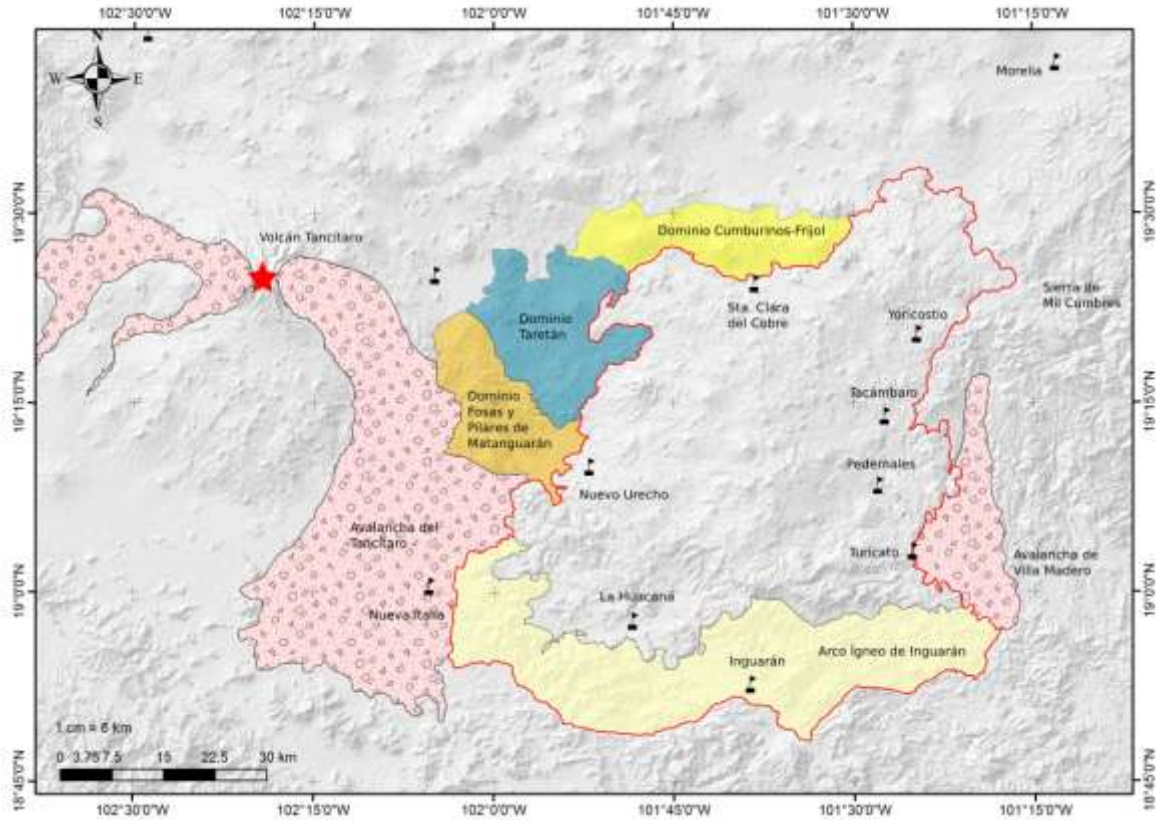 102°30'0"W 102°15'0"W 102°0'0"W 101°45'0"W 101°30'0"W 101°15'0"W
N
W E
S
Morelia
19°30'0"N 19°30'0"N
Volcán Tancítaro
Dominio Cumburinos-Frijol
Sierra de
Mil Cumbres
Dominio
Taretán
Sta. Clara
del Cobre
Yoricostio
19°15'0"N 19°15'0"N
Tacámbaro
Dominio
Fosas y
Pilares de
Matanguarán
Pedernales
Nuevo Urecho
Avalancha del
Tancítaro
Turicato
Avalancha de
Villa Madero
19°0'0"N 19°0'0"N
Nueva Italia
La Huacana
Inguarán
Arco Ígneo de Inguarán
1 cm = 6 km
0 3.75 7.5 15 22.5 30 km
18°45'0"N 18°45'0"N
102°30'0"W 102°15'0"W 102°0'0"W 101°45'0"W 101°30'0"W 101°15'0"W